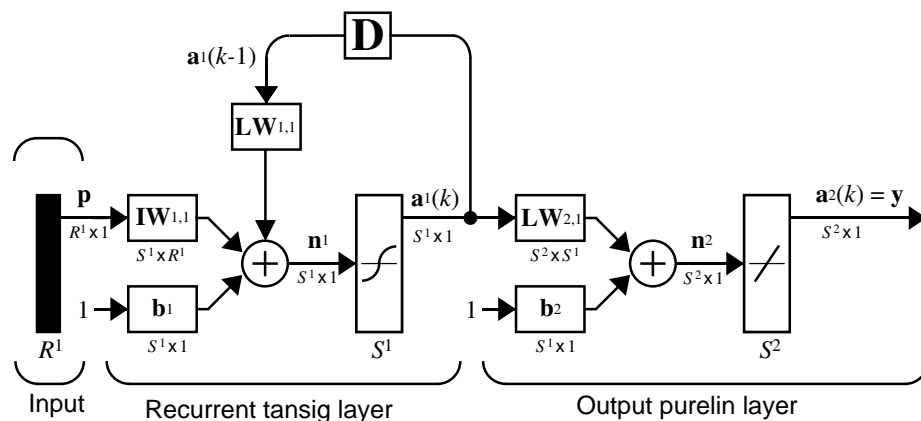 D
a1(k-1)
LW1,1
p
R1 x 1
IW1,1
S1 x R1
n1
S1 x 1
a1(k)
S1 x 1
LW2,1
S2 x S1
n2
S2 x 1
a2(k) = y
S2 x 1
1
b1
S1 x 1
1
b2
S1 x 1
R1
S1
S2
Input
Recurrent tansig layer
Output purelin layer